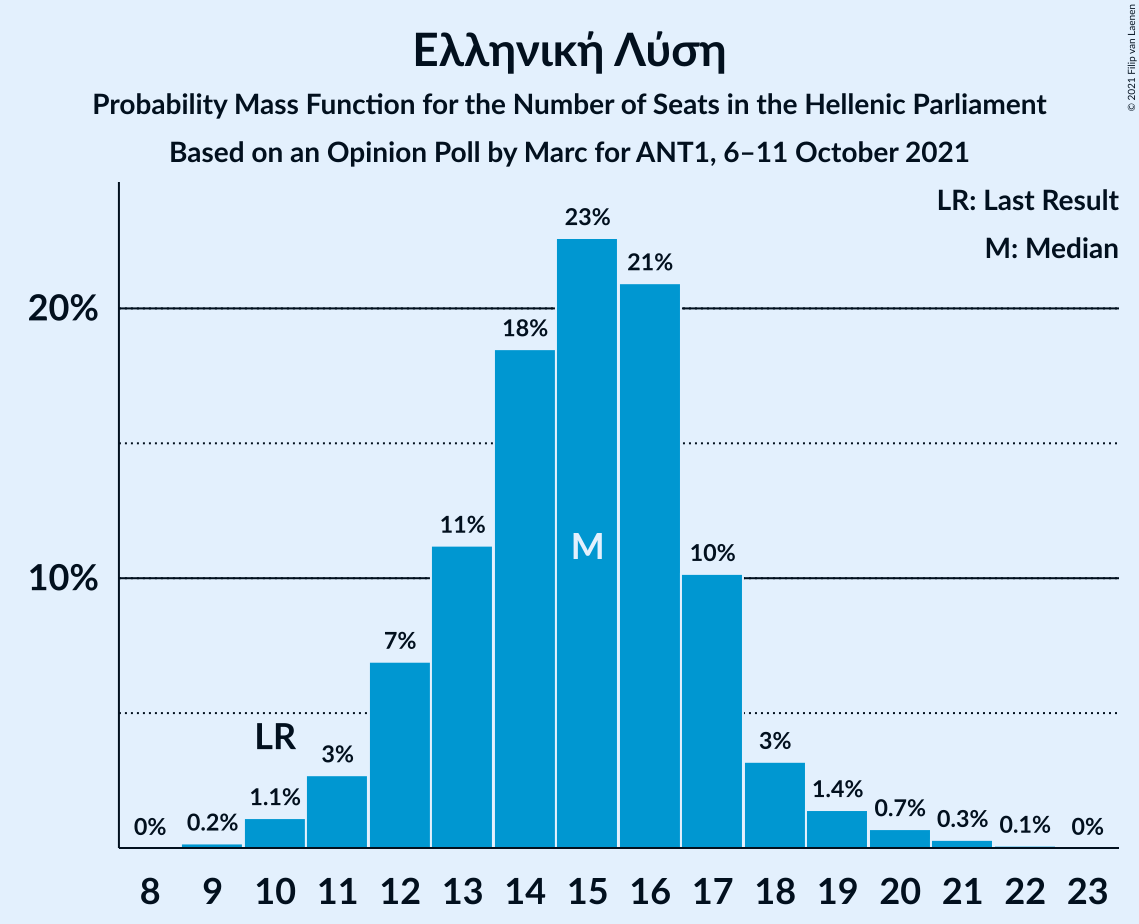 Ελληνική Λύση
Probability Mass Function for the Number of Seats in the Hellenic Parliament
Based on an Opinion Poll by Marc for ANT1, 6–11 October 2021
© 2021 Filip van Laenen
LR: Last Result
M: Median
20%
10%
0%
0.2%
1.1%
3%
7%
11%
18%
23%
21%
10%
3%
1.4%
0.7%
0.3%
0.1%
0%
LR
M
8 9 10 11 12 13 14 15 16 17 18 19 20 21 22 23